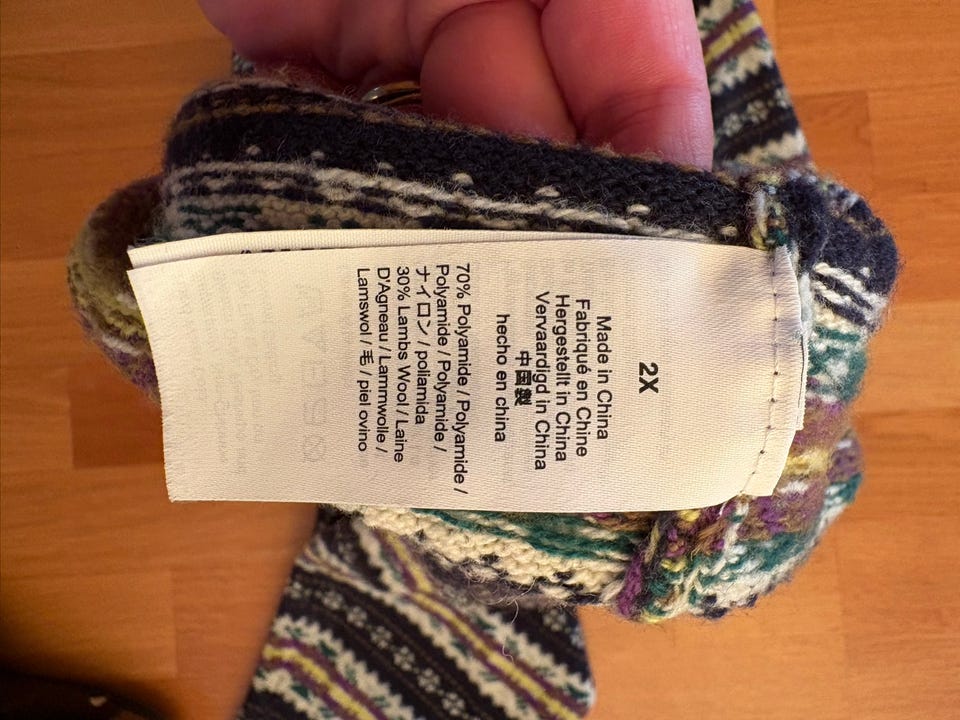 2X
Made in China
Fabriqué en Chine
Hergestellt in China
Vervaardigd in China
中国製
hecho en china
70% Polyamide / Polyamide /
Polyamide / Polyamide /
ナイロン / poliamida
30% Lambs Wool / Laine
D'Agneau / Lammwolle /
Lamswol / 毛 / piel ovino